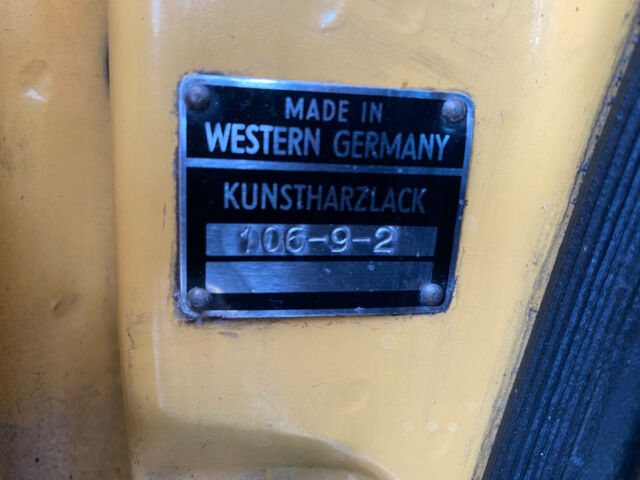 MADE IN
WESTERN GERMANY
KUNSTHARZLACK
106-9-2